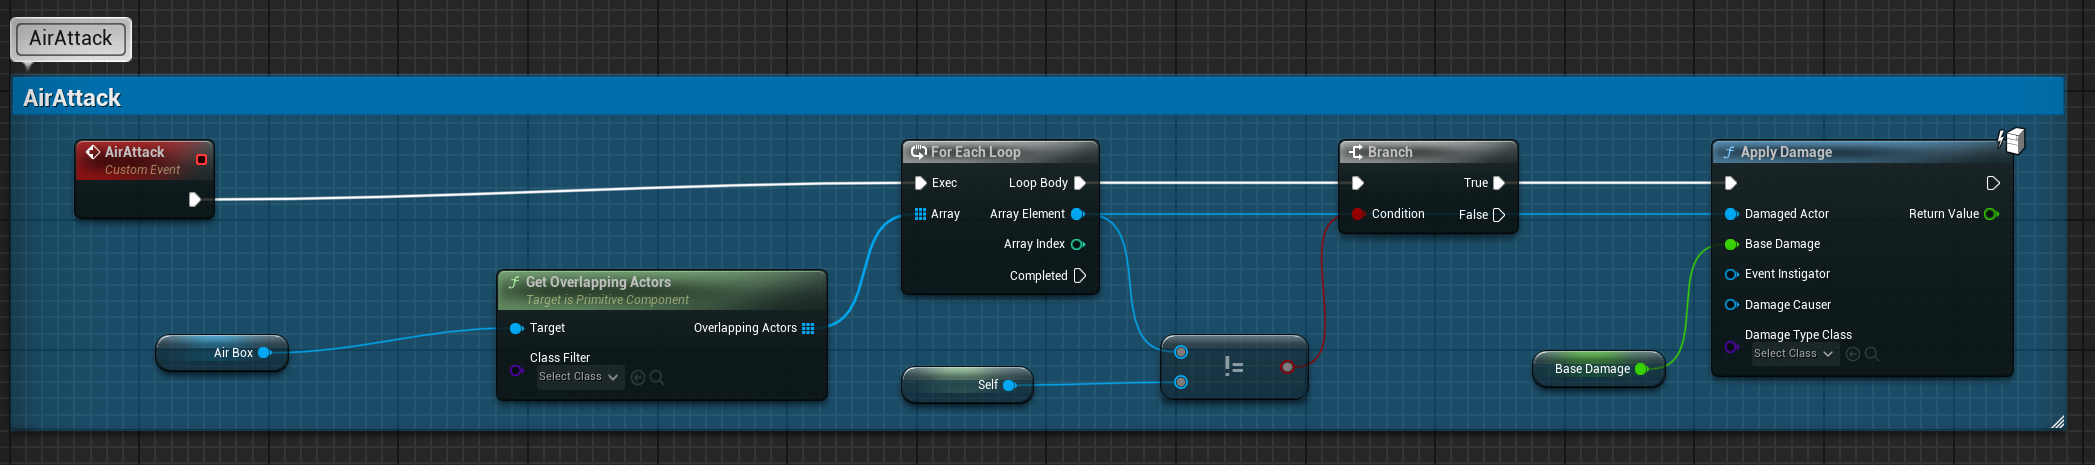 AirAttack
AirAttack
AirAttack
Custom Event
Get Overlapping Actors
Target is Primitive Component
Target
Overlapping Actors
Class Filter
Select Class
Air Box
For Each Loop
Exec
Loop Body
Array
Array Element
Array Index
Completed
Self
!=
Branch
True
Condition
False
Base Damage
Apply Damage
Damaged Actor
Return Value
Base Damage
Event Instigator
Damage Causer
Damage Type Class
Select Class